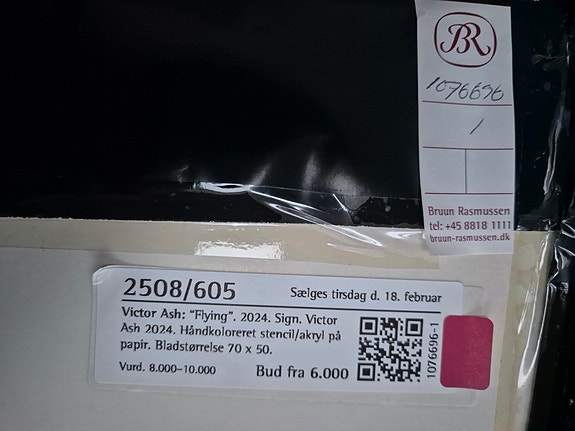 BR
1076696
1
Bruun Rasmussen
tel: +45 8818 1111
bruun-rasmussen.dk
2508/605
Sælges tirsdag d. 18. februar
Victor Ash: "Flying". 2024. Sign. Victor
Ash 2024. Håndkoloreret stencil/akryl på
papir. Bladstørrelse 70 x 50.
Vurd. 8.000–10.000
Bud fra 6.000
1076696-1